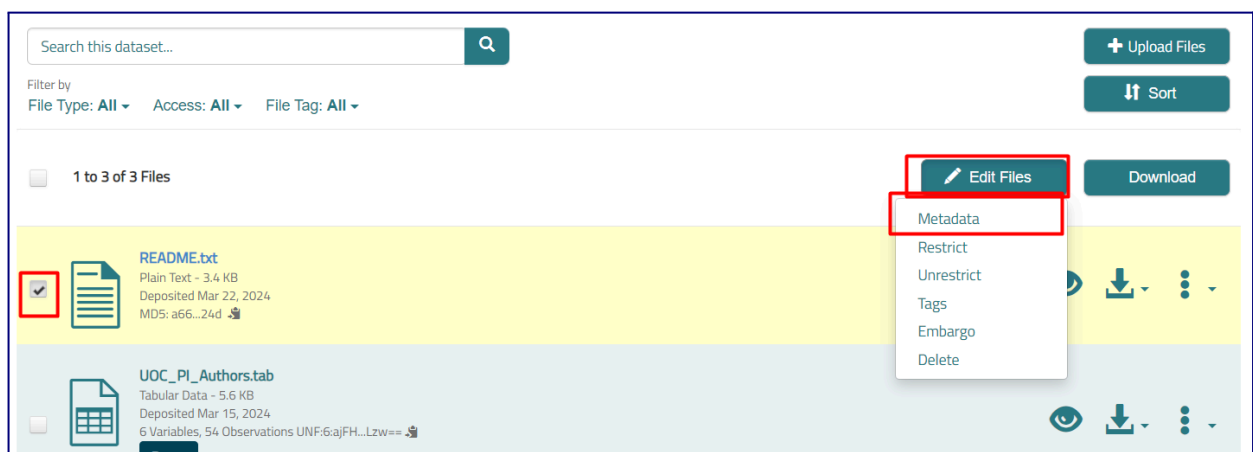 Search this dataset...
+ Upload Files
Filter by
File Type: All Access: All File Tag: All
Sort
1 to 3 of 3 Files
Edit Files
Download
Metadata
Restrict
Unrestrict
Tags
Embargo
Delete
README.txt
Plain Text - 3.4 KB
Deposited Mar 22, 2024
MD5: a66...24d
UOC_PI_Authors.tab
Tabular Data - 5.6 KB
Deposited Mar 15, 2024
6 Variables, 54 Observations UNF:6:ajFH...Lzw==